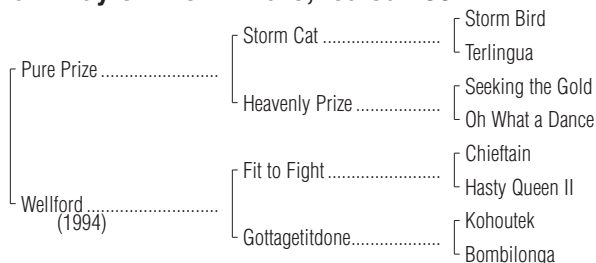 Storm Bird
Storm Cat ........................
Terlingua
Pure Prize ................................
Seeking the Gold
Heavenly Prize .................
Oh What a Dance
Chieftain
Fit to Fight .......................
Hasty Queen II
Wellford ..................................
(1994)
Kohoutek
Gottagetitdone..................
Bombilonga